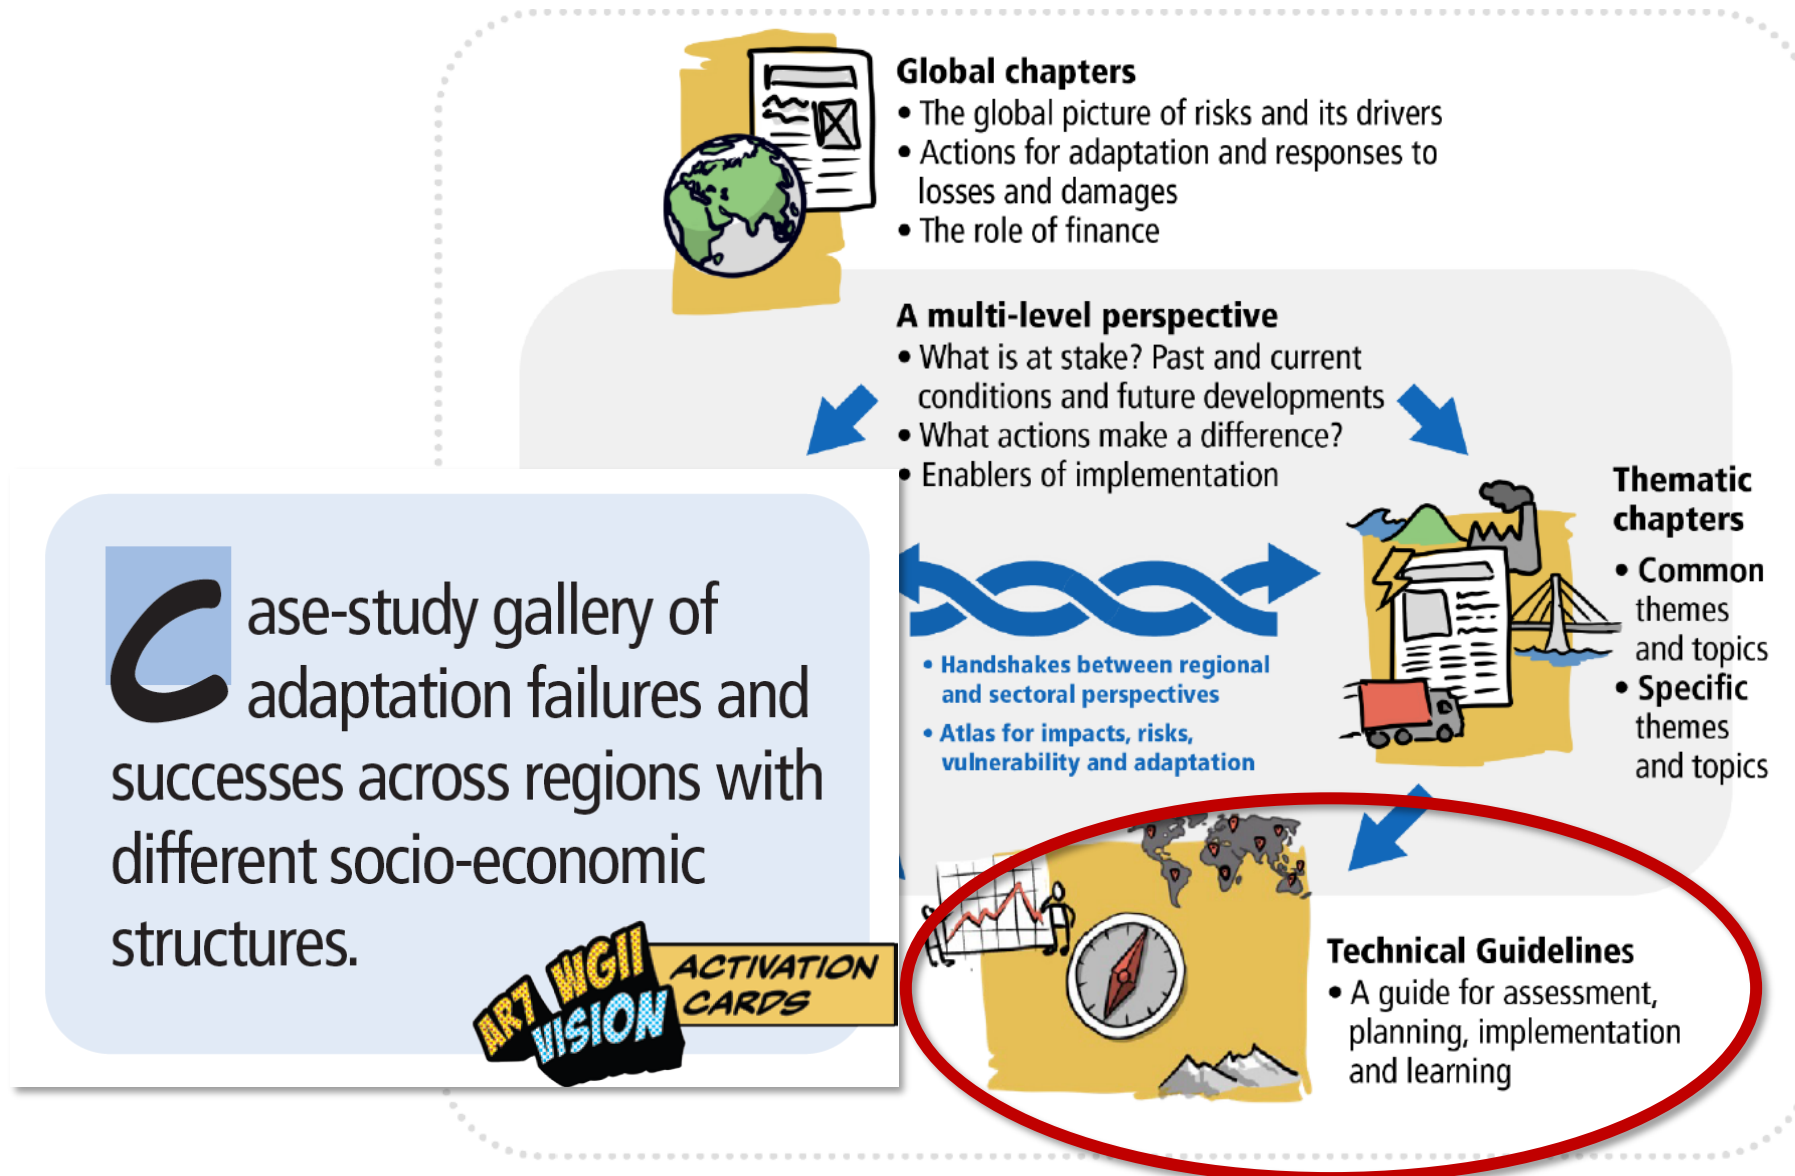 Global chapters
• The global picture of risks and its drivers
• Actions for adaptation and responses to
losses and damages
• The role of finance
A multi-level perspective
• What is at stake? Past and current
conditions and future developments
• What actions make a difference?
• Enablers of implementation
Thematic
chapters
• Common
themes
and topics
• Specific
themes
and topics
• Handshakes between regional
and sectoral perspectives
• Atlas for impacts, risks,
vulnerability and adaptation
Case-study gallery of
adaptation failures and
successes across regions with
different socio-economic
structures.
AR7 WGII
VISION
ACTIVATION
CARDS
Technical Guidelines
• A guide for assessment,
planning, implementation
and learning